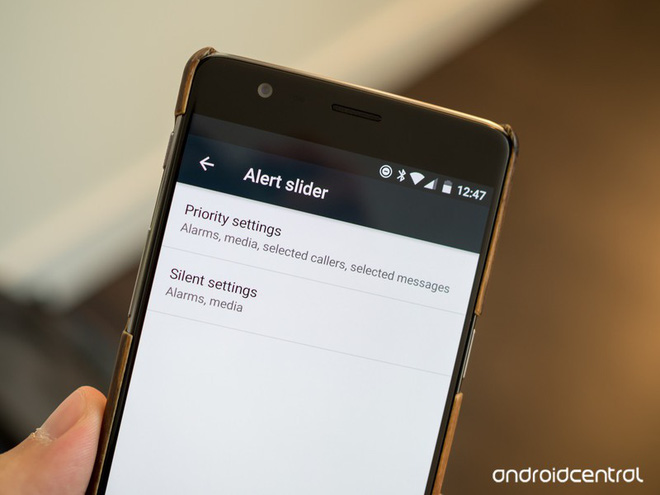 12:47
Alert slider
Priority settings
Alarms, media, selected callers, selected messages
Silent settings
Alarms, media
androidcentral